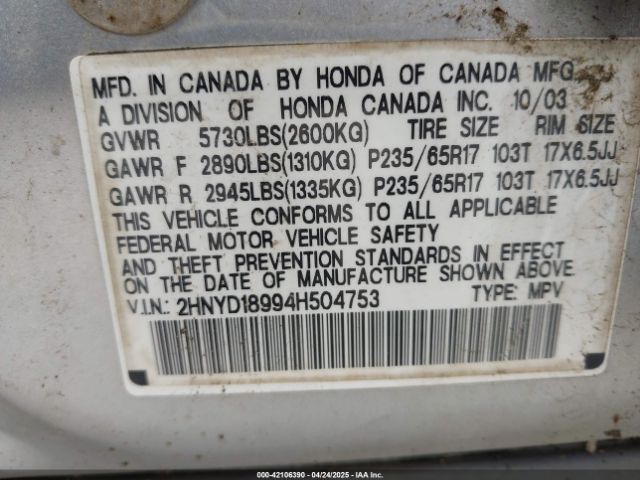 MFD. IN CANADA BY HONDA OF CANADA MFG.,
A DIVISION OF HONDA CANADA INC. 10/03
GVWR 5730LBS(2600KG) TIRE SIZE RIM SIZE
GAWR F 2890LBS(1310KG) P235/65R17 103T 17X6.5JJ
GAWR R 2945LBS(1335KG) P235/65R17 103T 17X6.5JJ
THIS VEHICLE CONFORMS TO ALL APPLICABLE
FEDERAL MOTOR VEHICLE SAFETY
AND THEFT PREVENTION STANDARDS IN EFFECT
ON THE DATE OF MANUFACTURE SHOWN ABOVE.
V.I.N.: 2HNYD18994H504753 TYPE: MPV
000-42106390 - 04/24/2025 - IAA Inc.